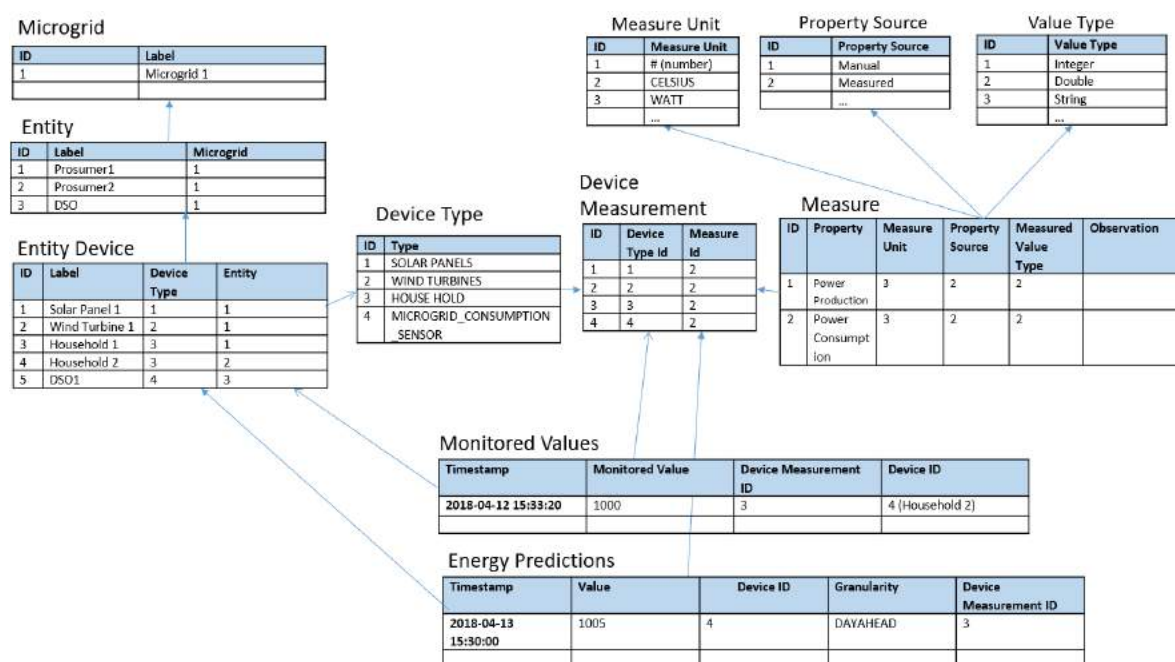 Microgrid
ID Label
1 Microgrid 1
Entity
ID Label Microgrid
1 Prosumer1 1
2 Prosumer2 1
3 DSO 1
Entity Device
ID Label Device Entity
Type
1 Solar Panel 1 1 1
2 Wind Turbine 1 2 1
3 Household 1 3 1
4 Household 2 3 2
5 DSO1 4 3
Device Type
ID Type
1 SOLAR PANELS
2 WIND TURBINES
3 HOUSE HOLD
4 MICROGRID_CONSUMPTION
_SENSOR
Measure Unit
ID Measure Unit
1 # (number)
2 CELSIUS
3 WATT
...
Property Source
ID Property Source
1 Manual
2 Measured
...
Value Type
ID Value Type
1 Integer
2 Double
3 String
...
Device
Measurement
ID Device Measure
Type Id Id
1 1 2
2 2 2
3 3 2
4 4 2
Measure
ID Property Measure Property Measured Observation
Unit Source Value
Type
1 Power 3 2 2
Production
2 Power 3 2 2
Consumpt
ion
Monitored Values
Timestamp Monitored Value Device Measurement Device ID
ID
2018-04-12 15:33:20 1000 3 4 (Household 2)
Energy Predictions
Timestamp Value Device ID Granularity Device
Measurement ID
2018-04-13 1005 4 DAYAHEAD 3
15:30:00